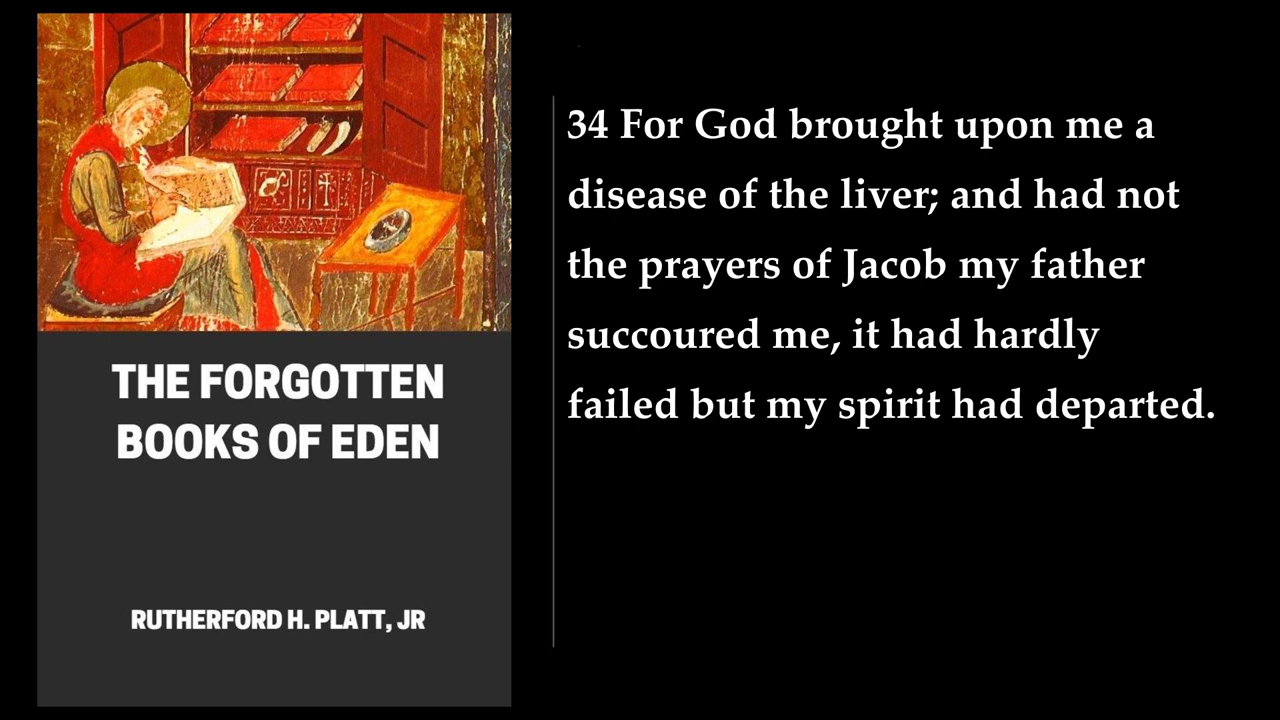 THE FORGOTTEN
BOOKS OF EDEN
RUTHERFORD H. PLATT, JR
34 For God brought upon me a
disease of the liver; and had not
the prayers of Jacob my father
succoured me, it had hardly
failed but my spirit had departed.